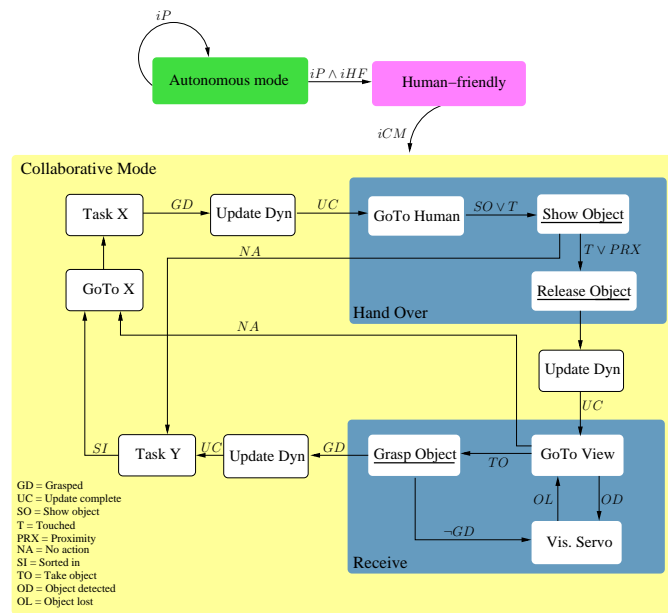 iP
Autonomous mode
iP ∧ iHF
Human−friendly
iCM
Collaborative Mode
Task X
GD
Update Dyn
UC
GoTo Human
SO ∨ T
Show Object
NA
T ∨ PRX
GoTo X
Release Object
Hand Over
NA
Update Dyn
UC
SI
Task Y
UC
Update Dyn
GD
Grasp Object
TO
GoTo View
OL
OD
¬GD
Vis. Servo
Receive
GD = Grasped
UC = Update complete
SO = Show object
T = Touched
PRX = Proximity
NA = No action
SI = Sorted in
TO = Take object
OD = Object detected
OL = Object lost